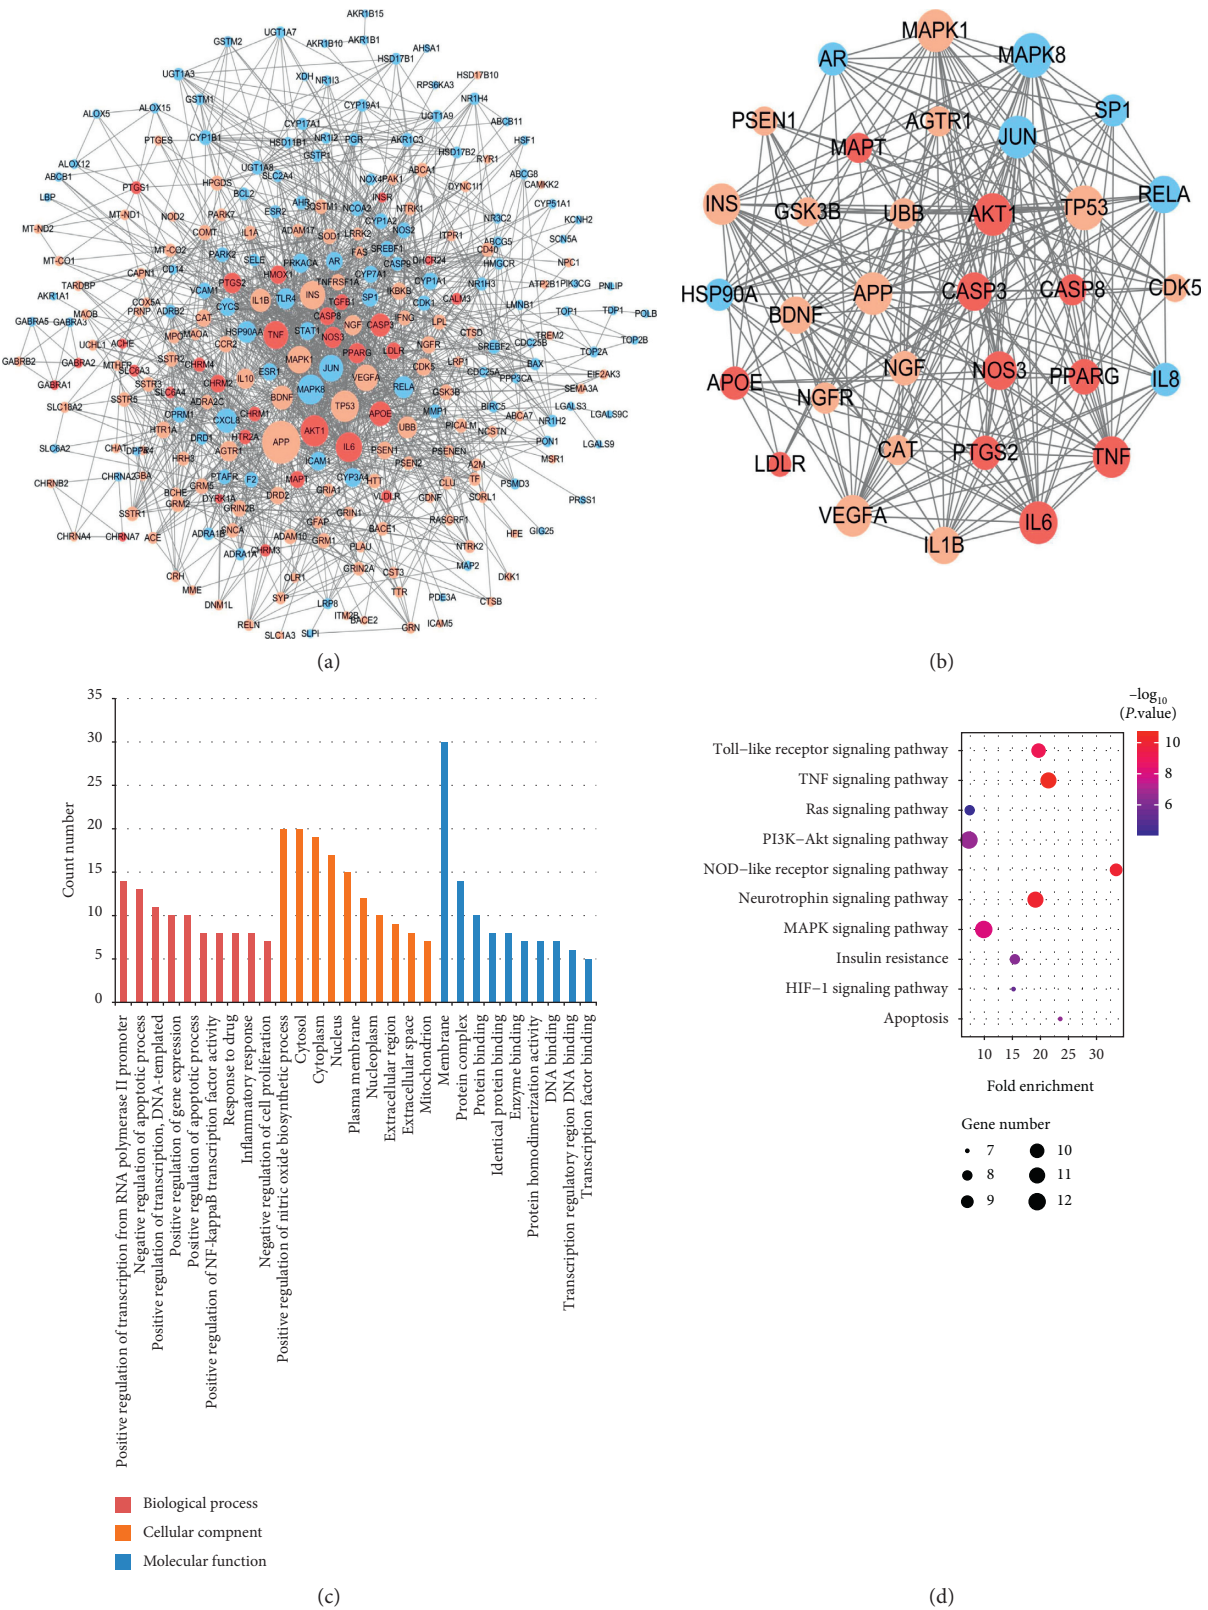 AKR1B15
UGT1A7
GSTM2
AKR1B10
AKR1B1
AHSA1
HSD17B1
UGT1A3
XDH
NR1I3
HSD17B10
RPS6KA3
GSTM1
CYP19A1
NR1H4
ALOX5
ALOX15
UGT1A9
ABCB11
CYP17A1
PTGES
CYP1B1
HSD11B1
NR1I2
PGR
AKR1C3
HSF1
GSTP1
HSD17B2
RYR1
ALOX12
UGT1A8
ABCB1
SLC2A4
ABCA1
ABCG8
LBP
PTGS1
HPGDS
BCL2
NOX4
PAK1
DYNC1I1
CAMKK2
INSR
CYP51A1
MT-ND1
NOD2
PARK7
ESR2
AHR
SQSTM1
NCOA2
NTRK1
NR3C2
KCNH2
MT-ND2
COMT
IL1A
ADAM17
SOD1
LRRK2
CYP1A2
NOS2
ITPR1
ABCG5
SCN5A
MT-CO2
PARK2
SELE
PRKACA
AR
FAS
SREBF1
CD40
HMGCR
NPC1
MT-CO1
CAPN1
CD14
CASP9
DHCR24
TARDBP
PTGS2
HMOX1
TNFRSF1A
CYP7A1
CYP1A1
NR1H3
ATP2B1
PIK3CG
PNLIP
AKR1A1
COX5A
VCAM1
IL1B
TLR4
INS
TGFB1
SP1
IKBKB
CDK1
CALM3
LMNB1
TOP1
TDP1
POLB
MAOB
PRNP
ADRB2
CYCS
CASP8
IFNG
LPL
GABRA5
GABRA3
CAT
HSP90AA
TNF
STAT1
NOS3
NGF
CASP3
NGFR
CTSD
TREM2
TOP2B
UCHL1
ACHE
MPO
MAOA
CCR2
SREBF2
CDC25B
TOP2A
GABRB2
GABRA2
MTHFR
SSTR2
MAPK1
PPARG
LDLR
LRP1
BAX
SLC6A3
CHRM4
ESR1
JUN
CDK5
CDC25A
EIF2AK3
GABRA1
SSTR3
CHRM2
IL10
VEGFA
PPP3CA
SLC6A4
MAPK8
RELA
GSK3B
SEMA3A
SLC18A2
SSTR5
ADRA2C
BDNF
TP53
BIRC5
LGALS3
OPRM1
CXCL8
CHRM1
APOE
MMP1
ABCA7
LGALS9C
HTR1A
AKT1
UBB
PICALM
NR1H2
SLC6A2
DRD1
HTR2A
APP
IL6
NCSTN
PON1
LGALS9
CHAT
DPP4
AGTR1
PSEN1
PSENEN
MSR1
HRH3
ICAM1
PSEN2
A2M
CHRNA2
GBA
PTAFR
F2
MAPT
CYP3A4
HTT
CLU
TF
PSMD3
CHRNB2
BCHE
GRM5
DRD2
GRIA1
VLDLR
GDNF
SORL1
PRSS1
GRM2
DYRK1A
GRIN2B
GRIN1
SSTR1
GFAP
RASGRF1
HFE
GIG25
CHRNA4
CHRNA7
ACE
ADRA1B
SNCA
ADAM10
GRM1
BACE1
PLAU
NTRK2
ADRA1A
CHRM3
MAP2
GRIN2A
CRH
OLR1
CST3
DKK1
MME
TTR
DNM1L
SYP
LRP8
PDE3A
CTSB
RELN
ITM2B
BACE2
SLC1A3
SLPI
GRN
ICAM5
(a)
MAPK1
AR
MAPK8
PSEN1
AGTR1
SP1
MAPT
JUN
INS
GSK3B
UBB
AKT1
TP53
RELA
HSP90A
BDNF
APP
CASP3
CASP8
CDK5
APOE
NGFR
NGF
NOS3
PPARG
IL8
LDLR
CAT
PTGS2
TNF
VEGFA
IL1B
IL6
(b)
35
30
25
20
15
10
5
0
Count number
Positive regulation of transcription from RNA polymerase II promoter
Negative regulation of apoptotic process
Positive regulation of transcription, DNA-templated
Positive regulation of gene expression
Positive regulation of apoptotic process
Positive regulation of NF-kappaB transcription factor activity
Response to drug
Inflammatory response
Negative regulation of cell proliferation
Positive regulation of nitric oxide biosynthetic process
Cytosol
Cytoplasm
Nucleus
Plasma membrane
Nucleoplasm
Extracellular region
Extracellular space
Mitochondrion
Membrane
Protein complex
Protein binding
Identical protein binding
Enzyme binding
Protein homodimerization activity
DNA binding
Transcription regulatory region DNA binding
Transcription factor binding
Biological process
Cellular compnent
Molecular function
(c)
−log10
(P.value)
10
8
6
Toll−like receptor signaling pathway
TNF signaling pathway
Ras signaling pathway
PI3K−Akt signaling pathway
NOD−like receptor signaling pathway
Neurotrophin signaling pathway
MAPK signaling pathway
Insulin resistance
HIF−1 signaling pathway
Apoptosis
10 15 20 25 30
Fold enrichment
Gene number
7 10
8 11
9 12
(d)